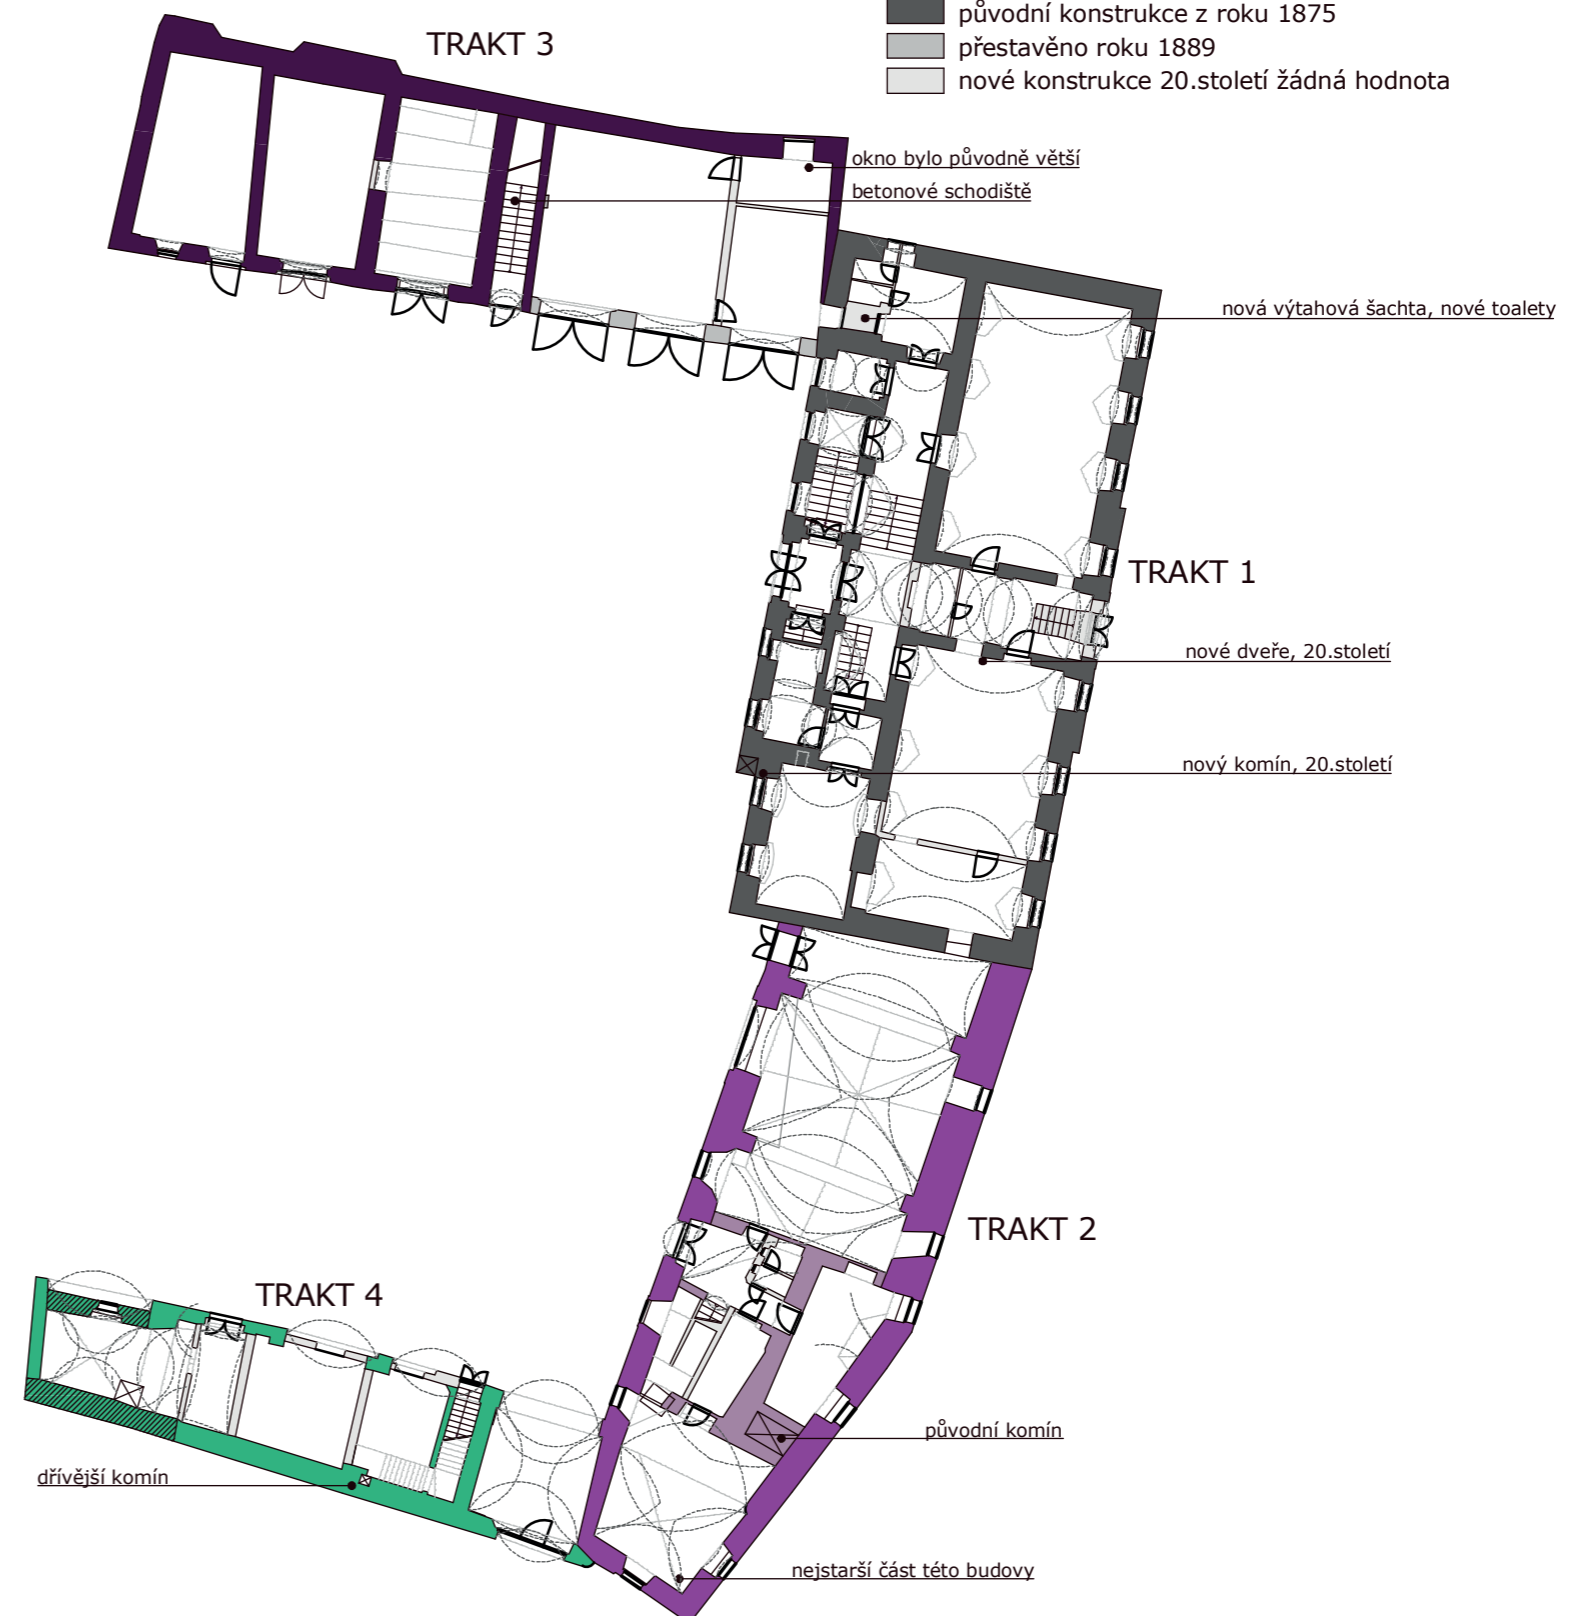 původní konstrukce z roku 1875
TRAKT 3
přestavěno roku 1889
nové konstrukce 20.století žádná hodnota
okno bylo původně větší
betonové schodiště
nová výtahová šachta, nové toalety
TRAKT 1
nové dveře, 20.století
nový komín, 20.století
TRAKT 2
TRAKT 4
původní komín
dřívější komín
nejstarší část této budovy